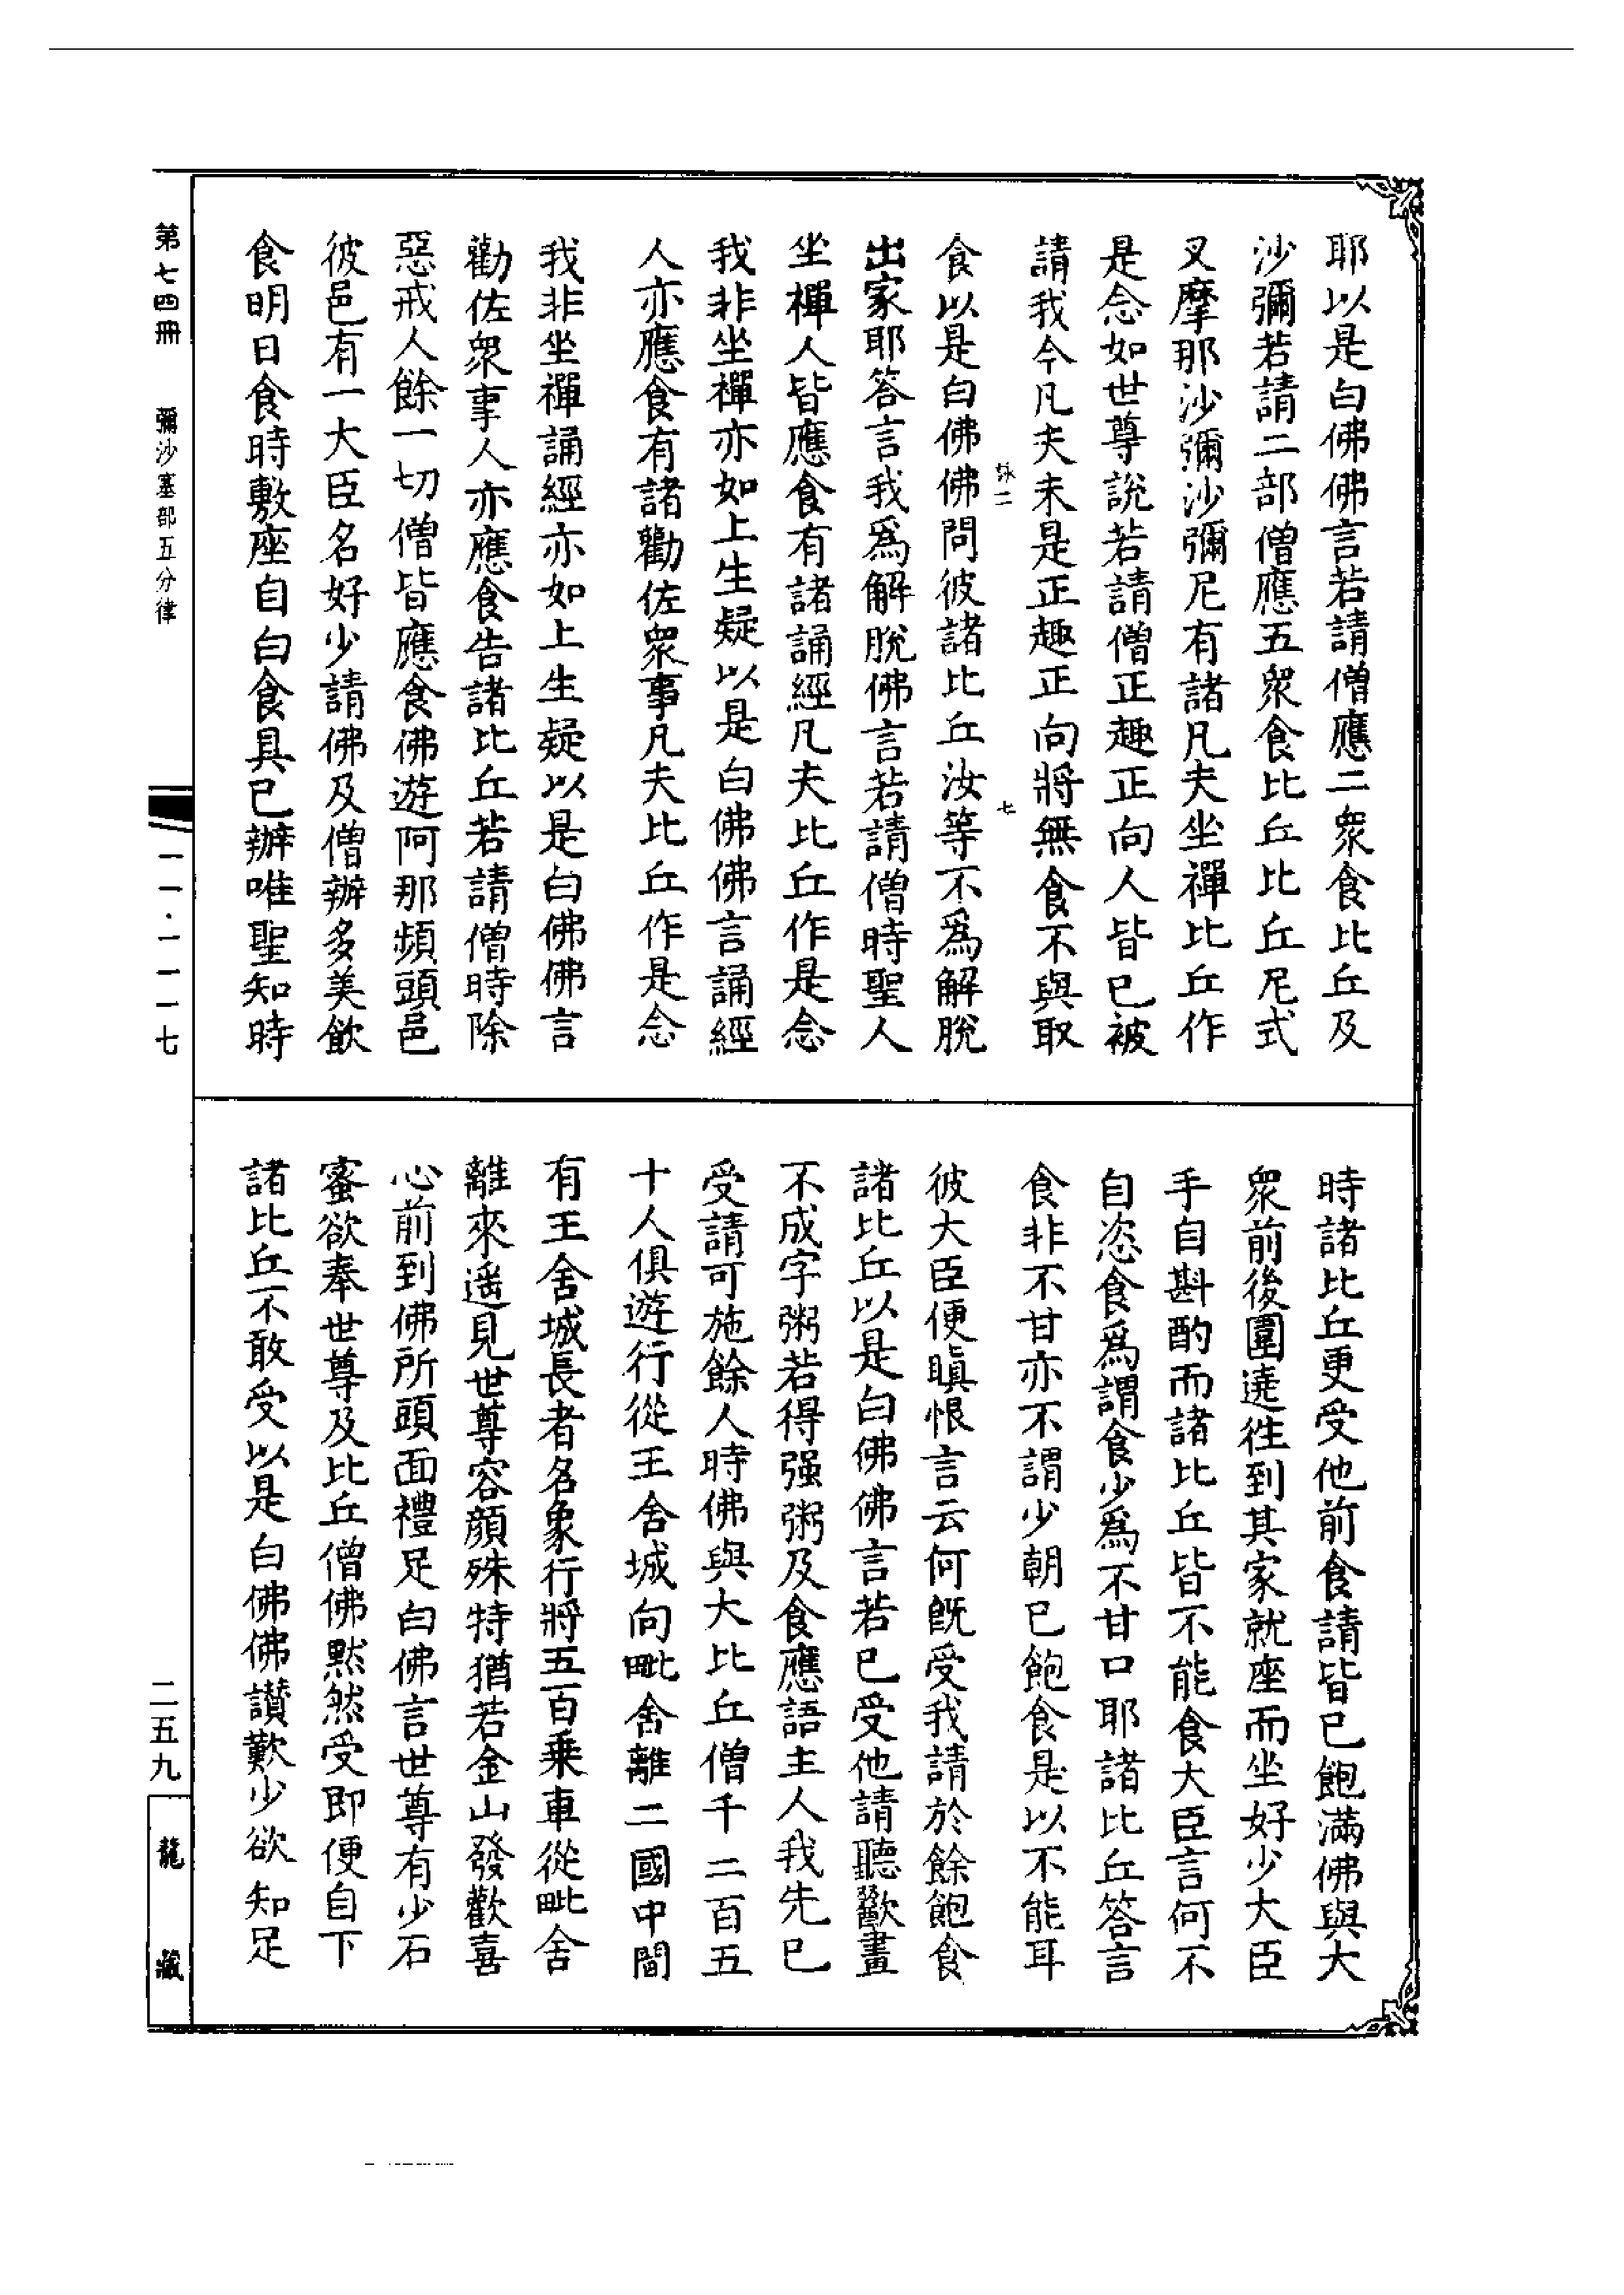 耶以是白佛佛言若請僧應二衆食比丘及
沙彌若請二部僧應五衆食比丘比丘尼式
叉摩那沙彌沙彌尼有諸凡夫坐禪比丘作
是念如世尊說若請僧正趣正向人皆已被
請我今凡夫未是正趣正向將無食不與取
食以是白佛佛問彼諸比丘汝等不爲解脫
出家耶答言我爲解脫佛言若請僧時聖人
坐禪人皆應食有諸誦經凡夫比丘作是念
我非坐禪亦如上生疑以是白佛佛言誦經
人亦應食有諸勸佐衆事凡夫比丘作是念
我非坐禪誦經亦如上生疑以是白佛佛言
勸佐衆事人亦應食告諸比丘若請僧時除
惡戒人餘一切僧皆應食佛遊阿那頻頭邑
彼邑有一大臣名好少請佛及僧辦多美飲
食明日食時敷座自白食具已辦唯聖知時
時諸比丘更受他前食請皆已飽滿佛與大
衆前後圍遶往到其家就座而坐好少大臣
手自斟酌而諸比丘皆不能食大臣言何不
自恣食爲謂食少爲不甘口耶諸比丘答言
食非不甘亦不謂少朝已飽食是以不能耳
彼大臣便瞋恨言云何既受我請於餘飽食
諸比丘以是白佛佛言若已受他請聽歠畫
不成字粥若得强粥及食應語主人我先已
受請可施餘人時佛與大比丘僧千二百五
十人俱遊行從王舍城向毗舍離二國中間
有王舍城長者名象行將五百乗車從毗舍
離來遥見世尊容顏殊特猶若金山發歡喜
心前到佛所頭面禮足白佛言世尊有少石
蜜欲奉世尊及比丘僧佛黙然受即便自下
諸比丘不敢受以是白佛佛讃歎少欲知足
第七四冊
彌沙塞部五分律
一一·一一一七
二五九
龍藏
七